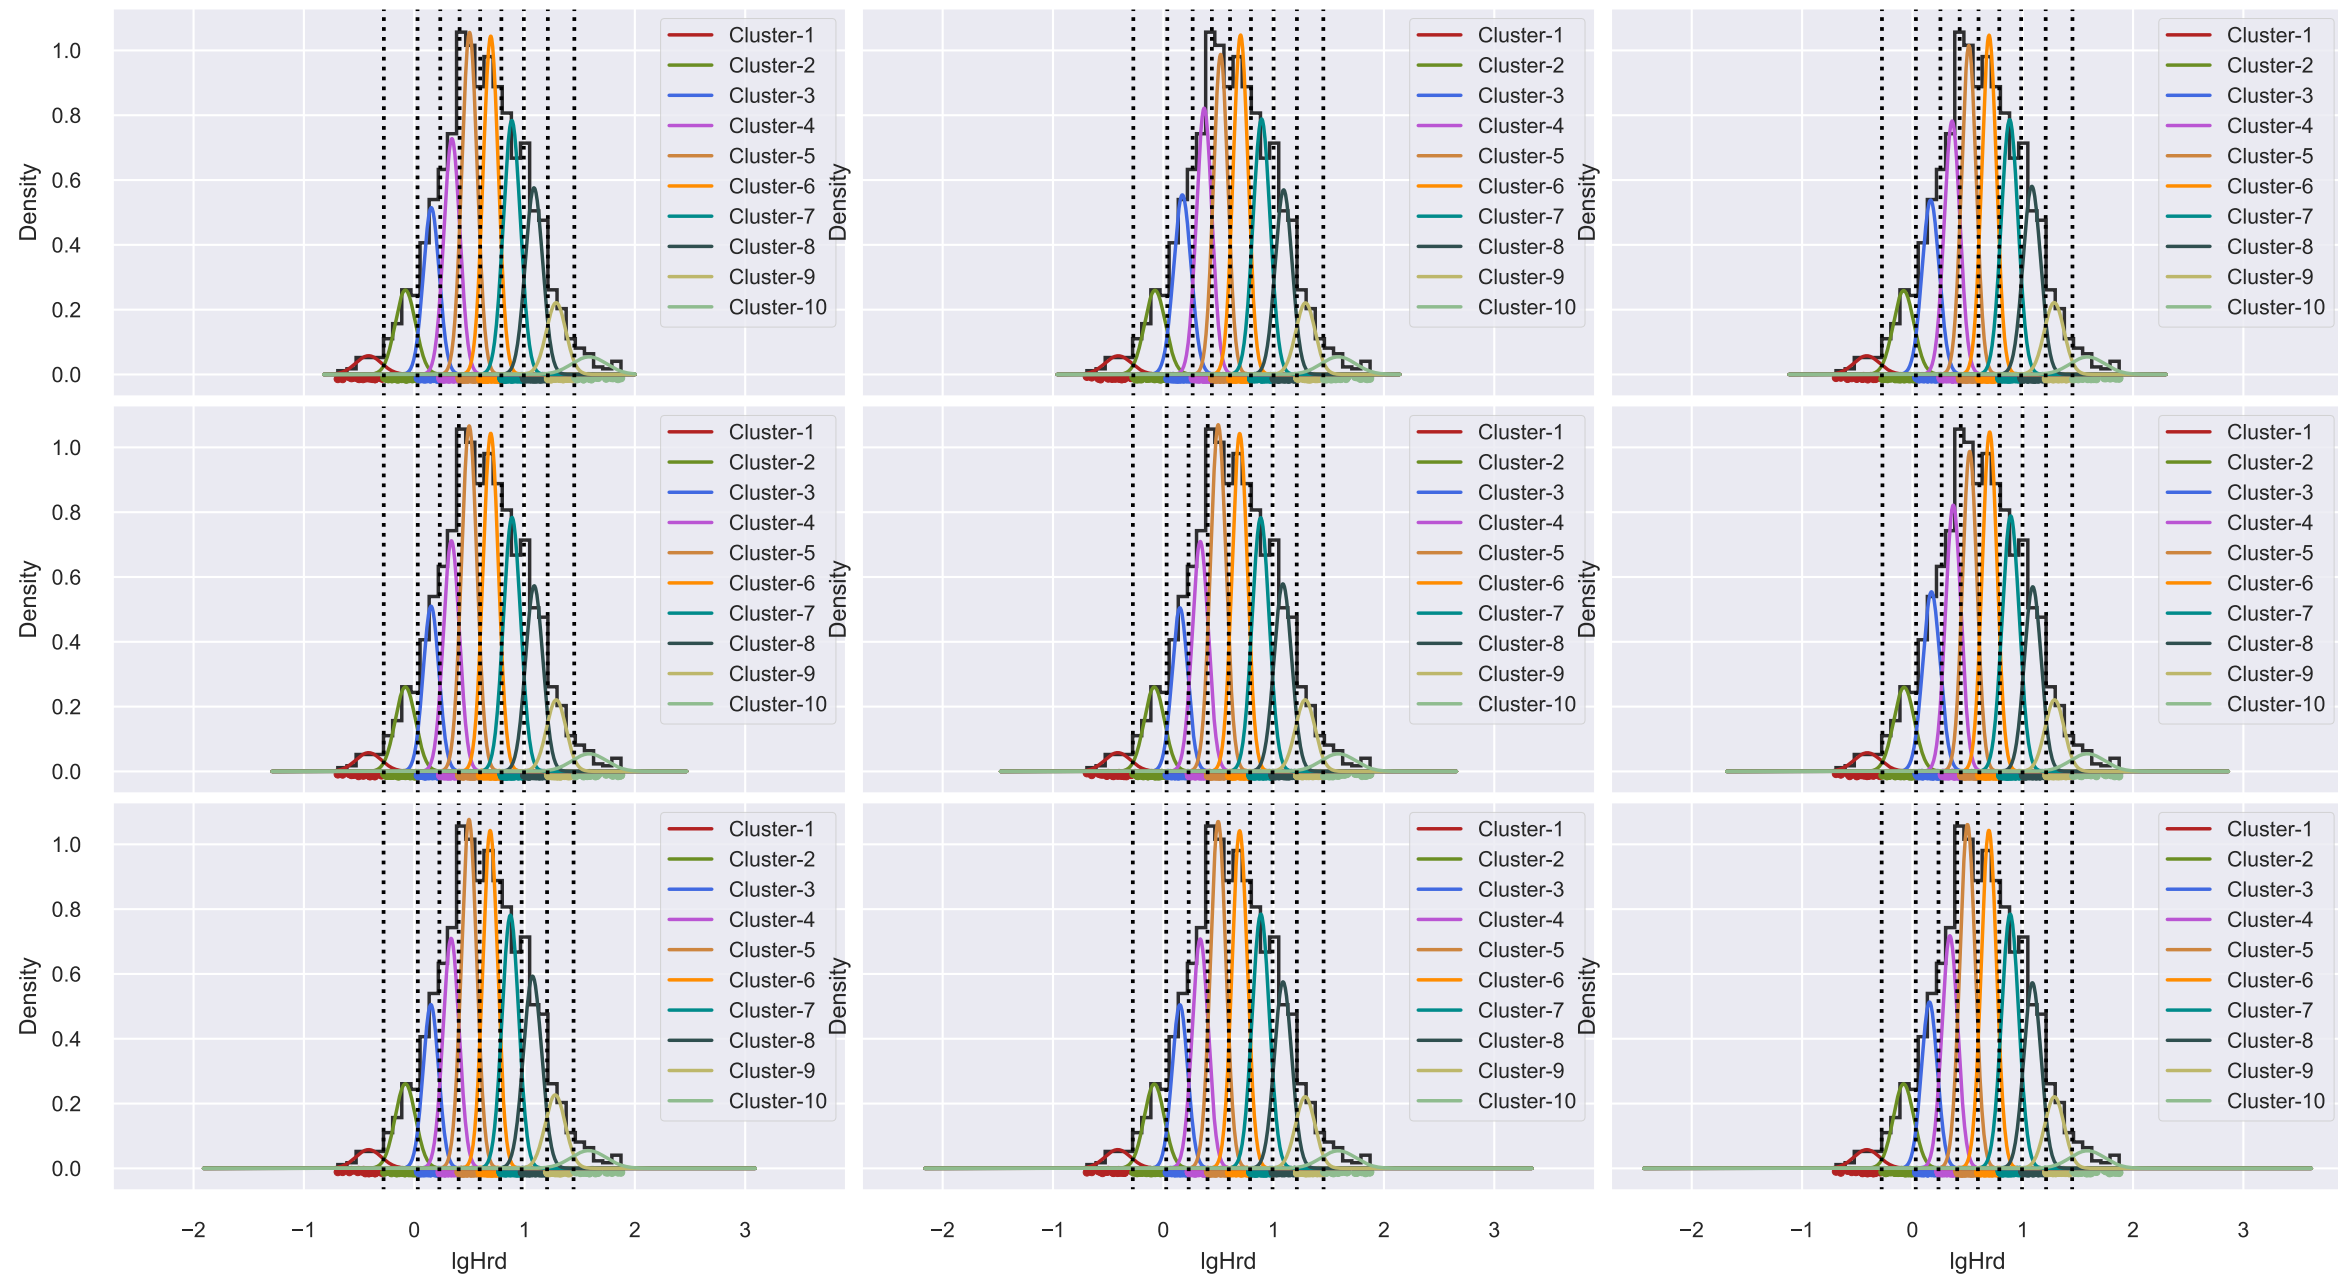 1.0
0.8
0.6
0.4
0.2
0.0
Density
Cluster-1
Cluster-2
Cluster-3
Cluster-4
Cluster-5
Cluster-6
Cluster-7
Cluster-8
Cluster-9
Cluster-10
Density
Cluster-1
Cluster-2
Cluster-3
Cluster-4
Cluster-5
Cluster-6
Cluster-7
Cluster-8
Cluster-9
Cluster-10
Density
Cluster-1
Cluster-2
Cluster-3
Cluster-4
Cluster-5
Cluster-6
Cluster-7
Cluster-8
Cluster-9
Cluster-10
1.0
0.8
0.6
0.4
0.2
0.0
Density
Cluster-1
Cluster-2
Cluster-3
Cluster-4
Cluster-5
Cluster-6
Cluster-7
Cluster-8
Cluster-9
Cluster-10
Density
Cluster-1
Cluster-2
Cluster-3
Cluster-4
Cluster-5
Cluster-6
Cluster-7
Cluster-8
Cluster-9
Cluster-10
Density
Cluster-1
Cluster-2
Cluster-3
Cluster-4
Cluster-5
Cluster-6
Cluster-7
Cluster-8
Cluster-9
Cluster-10
1.0
0.8
0.6
0.4
0.2
0.0
Density
Cluster-1
Cluster-2
Cluster-3
Cluster-4
Cluster-5
Cluster-6
Cluster-7
Cluster-8
Cluster-9
Cluster-10
Density
Cluster-1
Cluster-2
Cluster-3
Cluster-4
Cluster-5
Cluster-6
Cluster-7
Cluster-8
Cluster-9
Cluster-10
Density
Cluster-1
Cluster-2
Cluster-3
Cluster-4
Cluster-5
Cluster-6
Cluster-7
Cluster-8
Cluster-9
Cluster-10
−2 −1 0 1 2 3
lgHrd
−2 −1 0 1 2 3
lgHrd
−2 −1 0 1 2 3
lgHrd